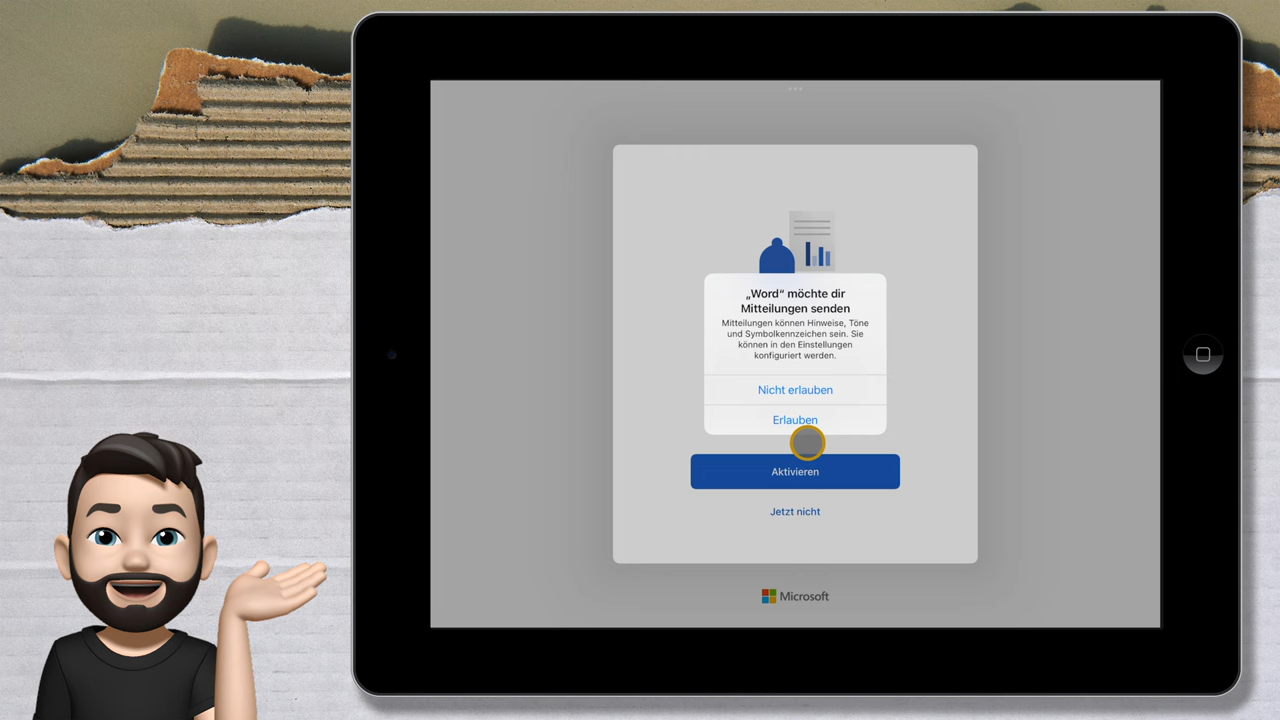 „Word“ möchte dir
Mitteilungen senden
Mitteilungen können Hinweise, Töne
und Symbolkennzeichen sein. Sie
können in den Einstellungen
konfiguriert werden.
Nicht erlauben
Erlauben
Aktivieren
Jetzt nicht
Microsoft